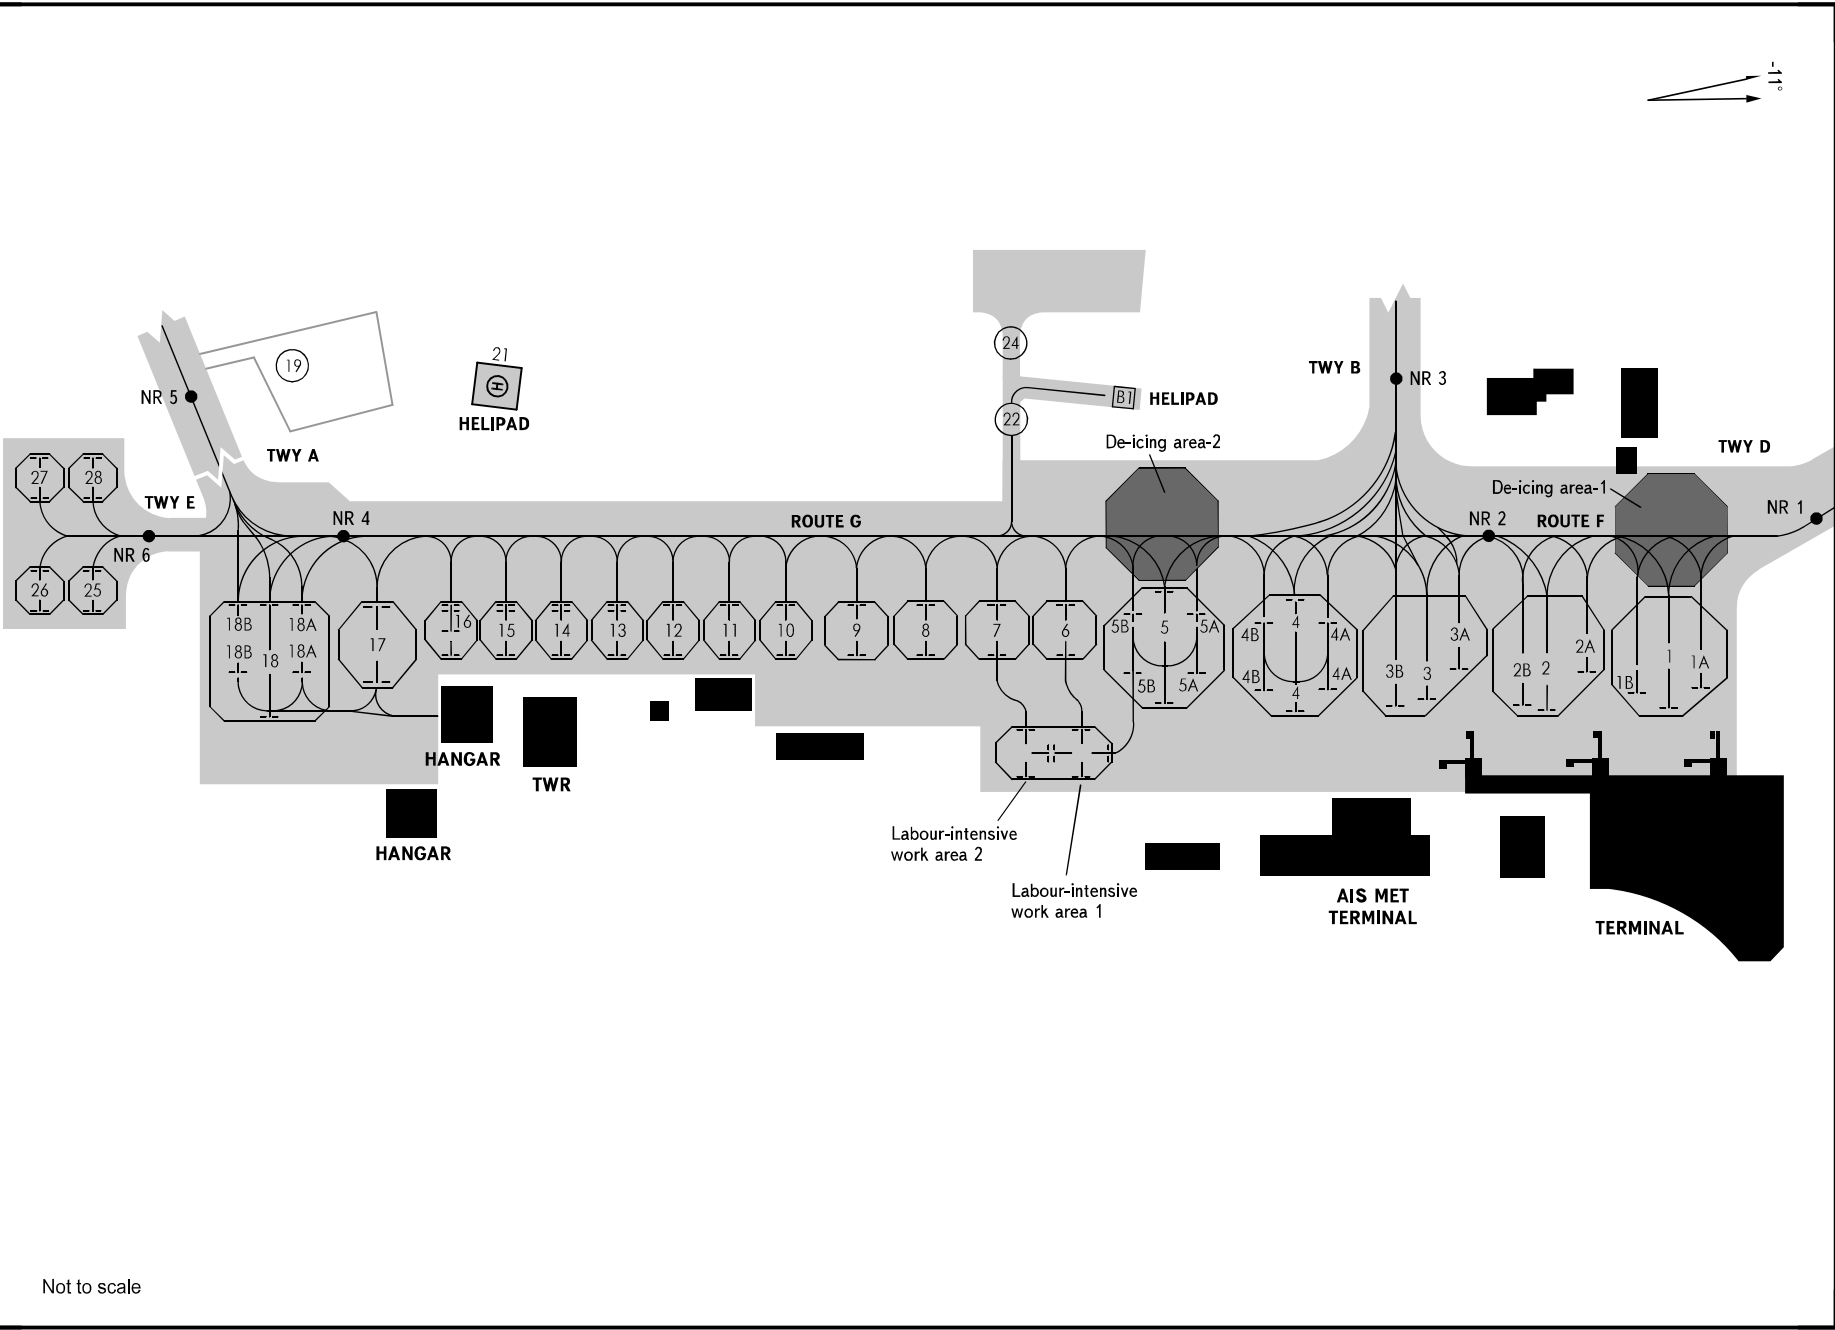 -11°
21
24
19
TWY B
NR 3
NR 5
B1
HELIPAD
HELIPAD
22
De-icing area-2
TWY D
TWY A
27
28
De-icing area-1
TWY E
NR 4
ROUTE G
NR 2
ROUTE F
NR 1
NR 6
26
25
18B
18A
18B
18
18A
17
16
15
14
13
12
11
10
9
8
7
6
5B
5
5A
5B
5A
4B
4
4A
4B
4
4A
3A
3B
3
2A
2B
2
1
1A
1B
HANGAR
TWR
HANGAR
Labour-intensive
work area 2
Labour-intensive
work area 1
AIS MET
TERMINAL
TERMINAL
Not to scale